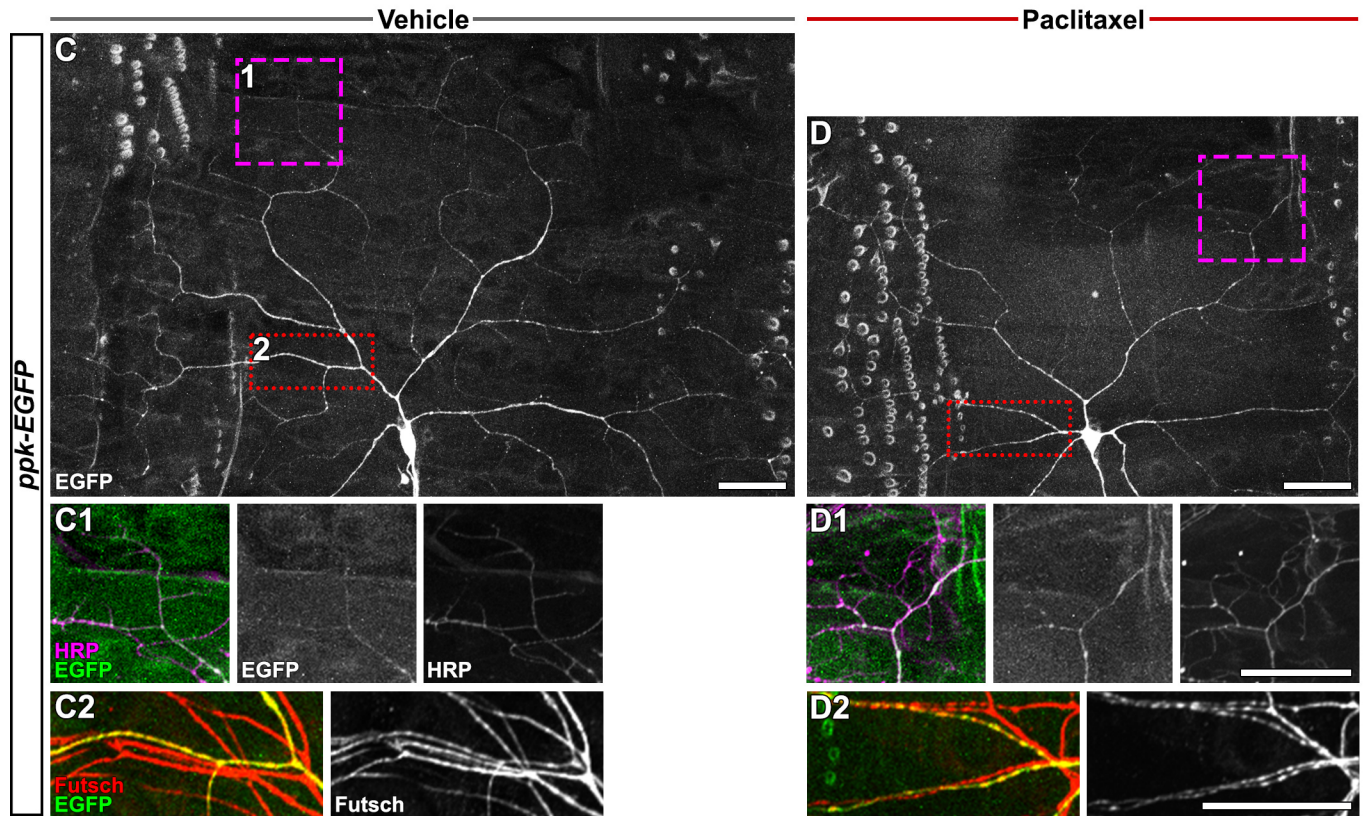 Vehicle
Paclitaxel
ppk-EGFP
C
1
2
EGFP
D
C1
HRP
EGFP
EGFP
HRP
D1
C2
Futsch
EGFP
Futsch
D2